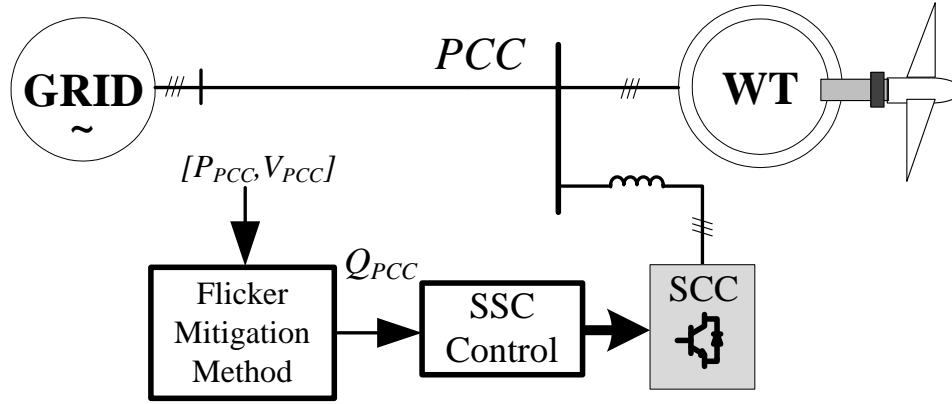 GRID
~
PCC
WT
[P_PCC, V_PCC]
Q_PCC
Flicker
Mitigation
Method
SSC
Control
SCC